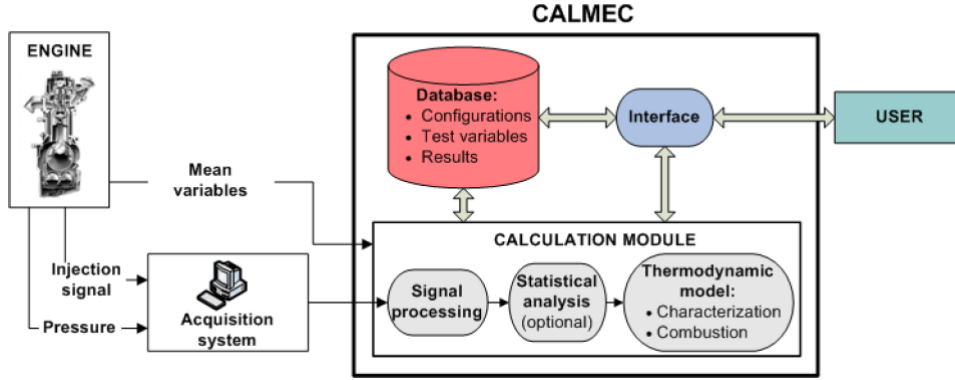 CALMEC
ENGINE
Database:
• Configurations
• Test variables
• Results
Interface
USER
Mean
variables
CALCULATION MODULE
Injection
signal
Pressure
Acquisition
system
Signal
processing
Statistical
analysis
(optional)
Thermodynamic
model:
• Characterization
• Combustion